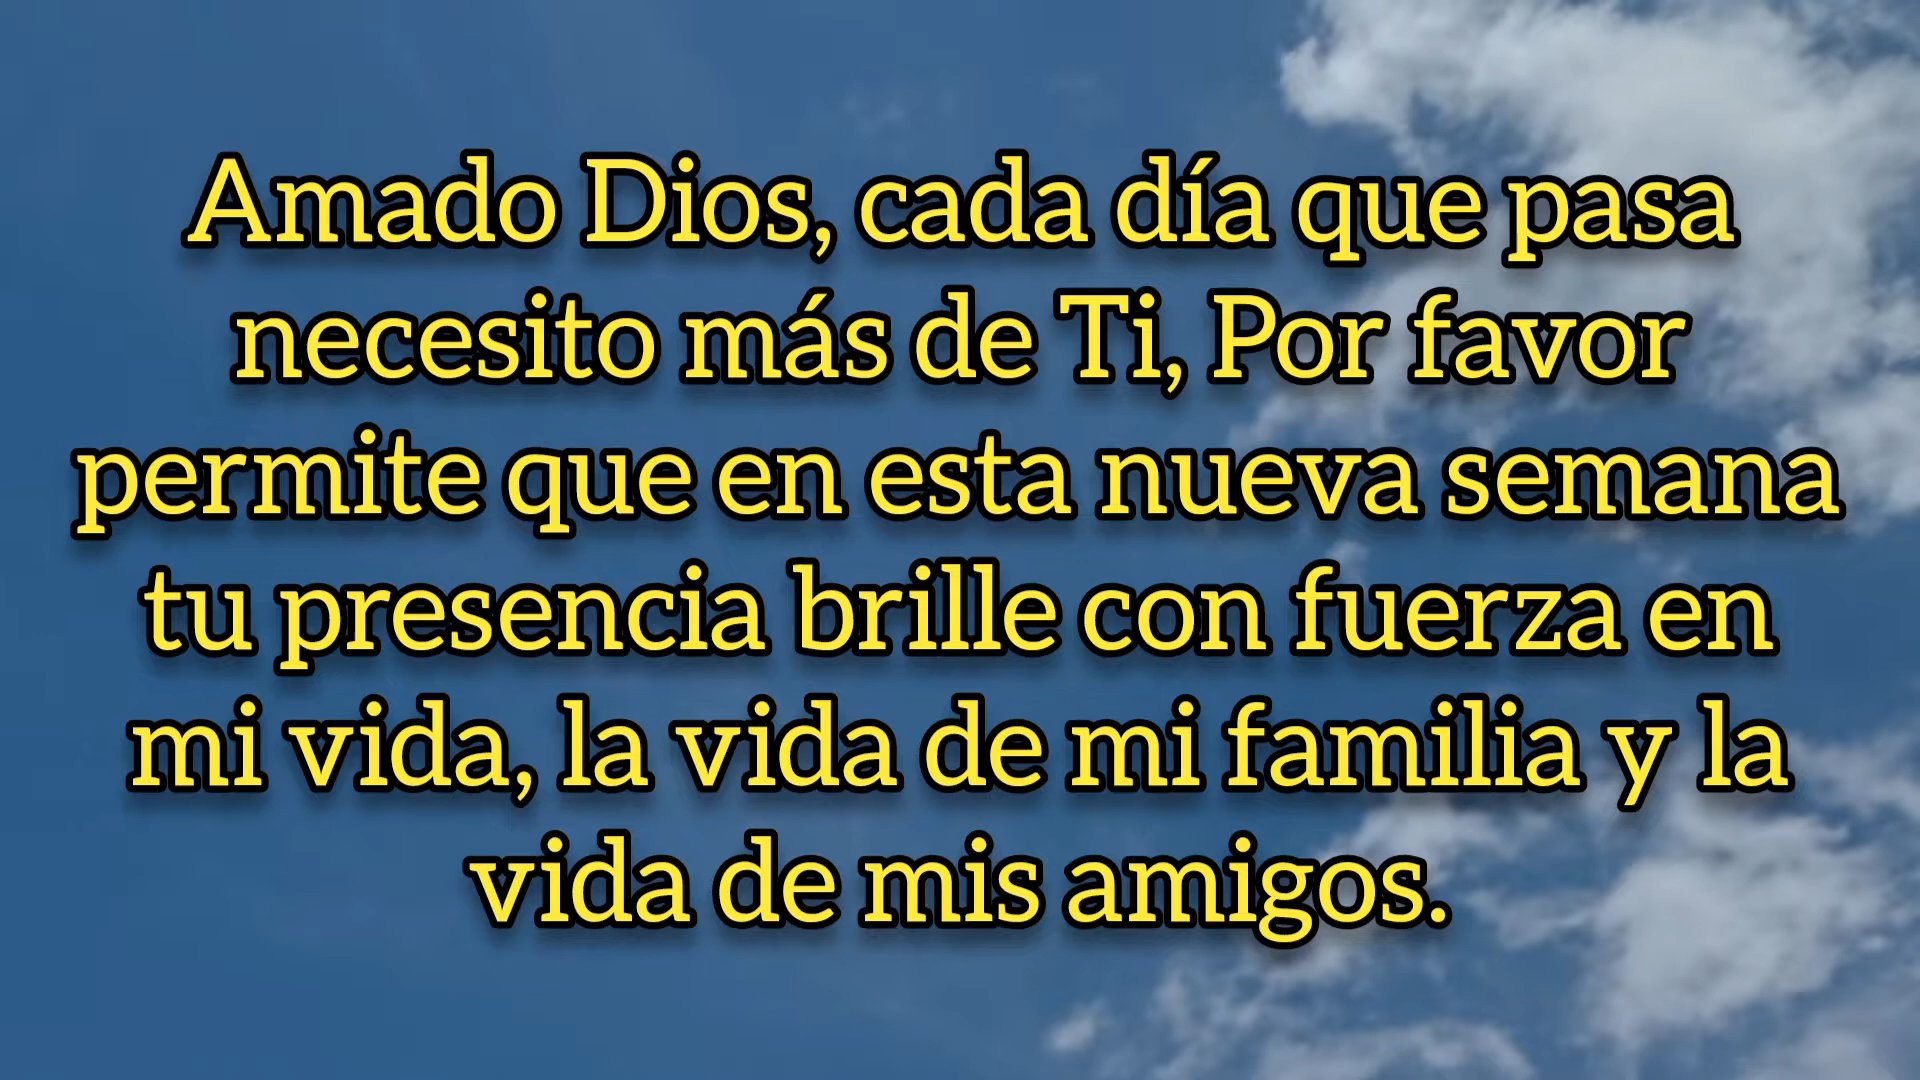 Amado Dios, cada día que pasa
necesito más de Ti, Por favor
permite que en esta nueva semana
tu presencia brille con fuerza en
mi vida, la vida de mi familia y la
vida de mis amigos.